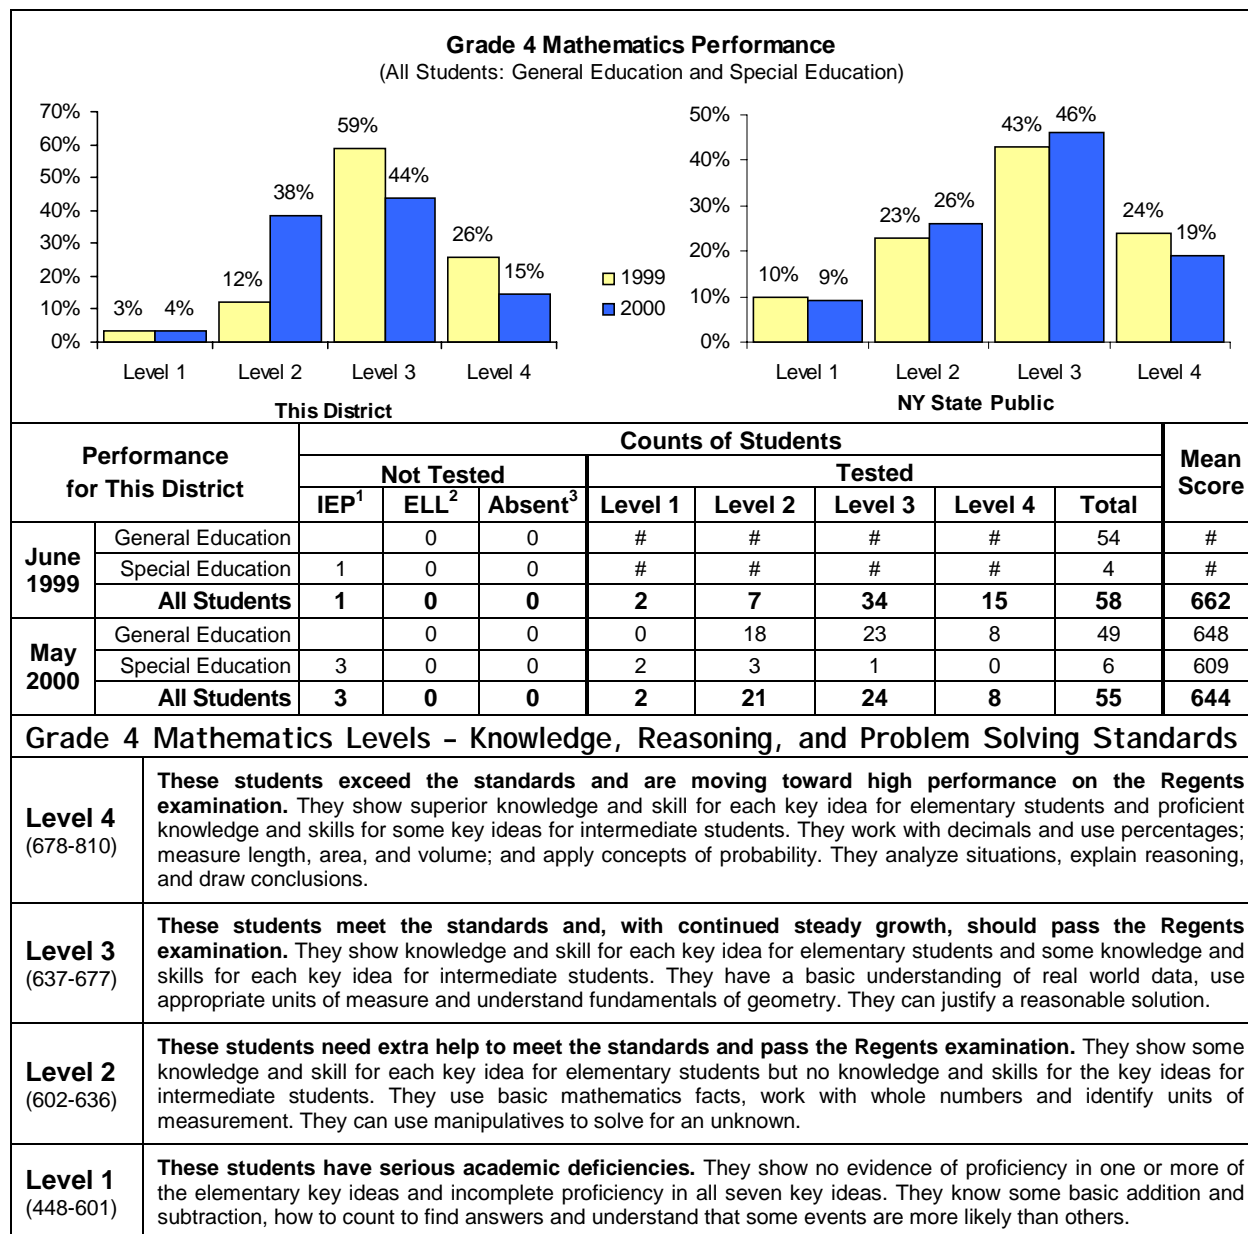 Grade 4 Mathematics Performance
(All Students: General Education and Special Education)
70%
60%
50%
40%
30%
20%
10%
0%
3% 4%
12% 38%
59% 44%
26% 15%
Level 1 Level 2 Level 3 Level 4
This District
1999
2000
50%
40%
30%
20%
10%
0%
10% 9%
23% 26%
43% 46%
24% 19%
Level 1 Level 2 Level 3 Level 4
NY State Public
Performance for This District Counts of Students Mean Score
Not Tested Tested
IEP1 ELL2 Absent3 Level 1 Level 2 Level 3 Level 4 Total
June 1999
General Education 0 0 # # # # 54 #
Special Education 1 0 0 # # # # 4 #
All Students 1 0 0 2 7 34 15 58 662
May 2000
General Education 0 0 0 18 23 8 49 648
Special Education 3 0 0 2 3 1 0 6 609
All Students 3 0 0 2 21 24 8 55 644
Grade 4 Mathematics Levels – Knowledge, Reasoning, and Problem Solving Standards
Level 4
(678-810)
These students exceed the standards and are moving toward high performance on the Regents
examination. They show superior knowledge and skill for each key idea for elementary students and proficient
knowledge and skills for some key ideas for intermediate students. They work with decimals and use percentages;
measure length, area, and volume; and apply concepts of probability. They analyze situations, explain reasoning,
and draw conclusions.
Level 3
(637-677)
These students meet the standards and, with continued steady growth, should pass the Regents
examination. They show knowledge and skill for each key idea for elementary students and some knowledge and
skills for each key idea for intermediate students. They have a basic understanding of real world data, use
appropriate units of measure and understand fundamentals of geometry. They can justify a reasonable solution.
Level 2
(602-636)
These students need extra help to meet the standards and pass the Regents examination. They show some
knowledge and skill for each key idea for elementary students but no knowledge and skills for the key ideas for
intermediate students. They use basic mathematics facts, work with whole numbers and identify units of
measurement. They can use manipulatives to solve for an unknown.
Level 1
(448-601)
These students have serious academic deficiencies. They show no evidence of proficiency in one or more of
the elementary key ideas and incomplete proficiency in all seven key ideas. They know some basic addition and
subtraction, how to count to find answers and understand that some events are more likely than others.